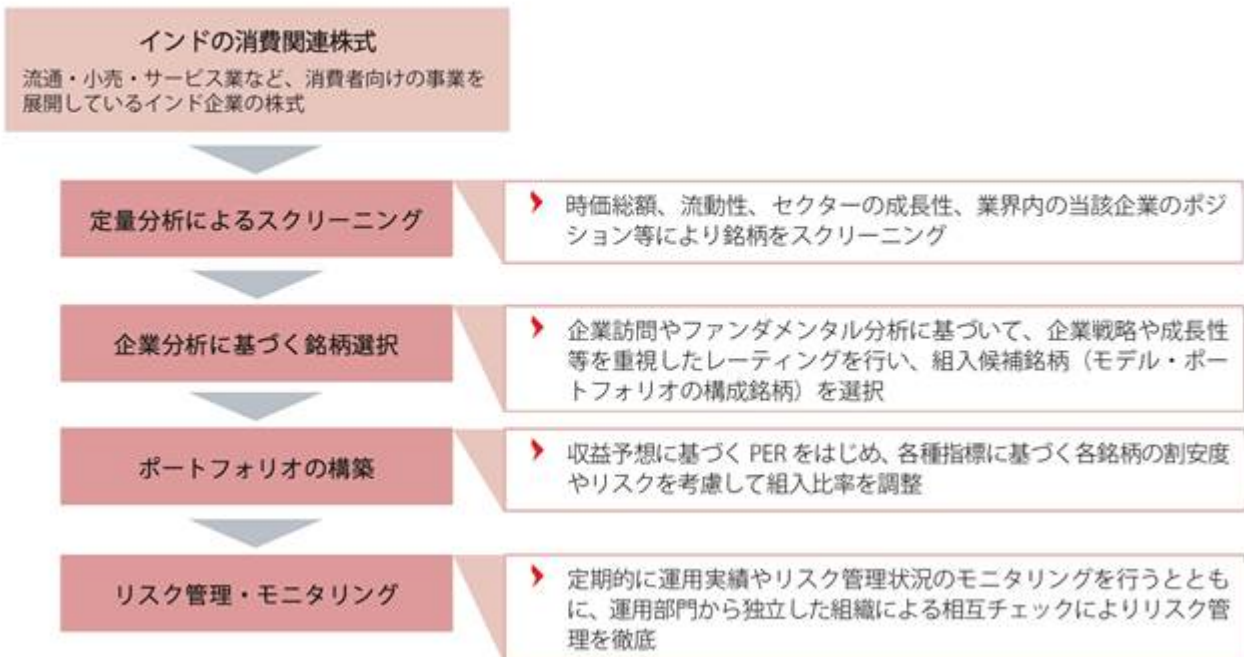 インドの消費関連株式
流通・小売・サービス業など、消費者向けの事業を
展開しているインド企業の株式
定量分析によるスクリーニング
時価総額、流動性、セクターの成長性、業界内の当該企業のポジ
ション等により銘柄をスクリーニング
企業分析に基づく銘柄選択
企業訪問やファンダメンタル分析に基づいて、企業戦略や成長性
等を重視したレーティングを行い、組入候補銘柄（モデル・ポー
トフォリオの構成銘柄）を選択
ポートフォリオの構築
収益予想に基づく PER をはじめ、各種指標に基づく各銘柄の割安度
やリスクを考慮して組入比率を調整
リスク管理・モニタリング
定期的に運用実績やリスク管理状況のモニタリングを行うととも
に、運用部門から独立した組織による相互チェックによりリスク管
理を徹底